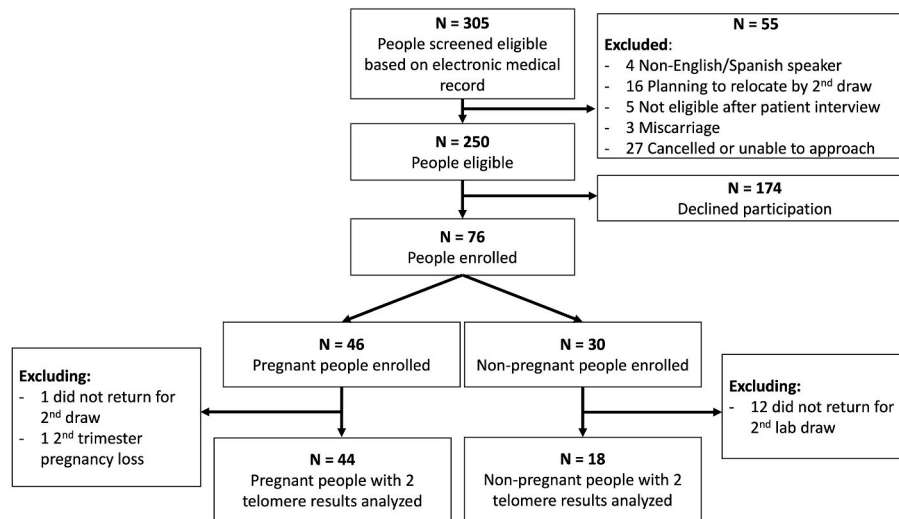 N = 305
People screened eligible
based on electronic medical
record
N = 55
Excluded:
- 4 Non-English/Spanish speaker
- 16 Planning to relocate by 2nd draw
- 5 Not eligible after patient interview
- 3 Miscarriage
- 27 Cancelled or unable to approach
N = 250
People eligible
N = 174
Declined participation
N = 76
People enrolled
N = 46
Pregnant people enrolled
N = 30
Non-pregnant people enrolled
Excluding:
- 1 did not return for
2nd draw
- 1 2nd trimester
pregnancy loss
Excluding:
- 12 did not return for
2nd lab draw
N = 44
Pregnant people with 2
telomere results analyzed
N = 18
Non-pregnant people with 2
telomere results analyzed